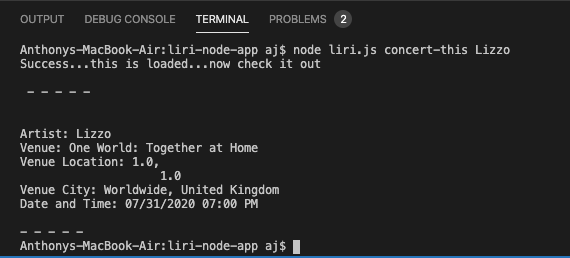 OUTPUT DEBUG CONSOLE TERMINAL PROBLEMS 2
Anthonys-MacBook-Air:liri-node-app aj$ node liri.js concert-this Lizzo
Success...this is loaded...now check it out
- - - - -
Artist: Lizzo
Venue: One World: Together at Home
Venue Location: 1.0,
1.0
Venue City: Worldwide, United Kingdom
Date and Time: 07/31/2020 07:00 PM
- - - - -
Anthonys-MacBook-Air:liri-node-app aj$